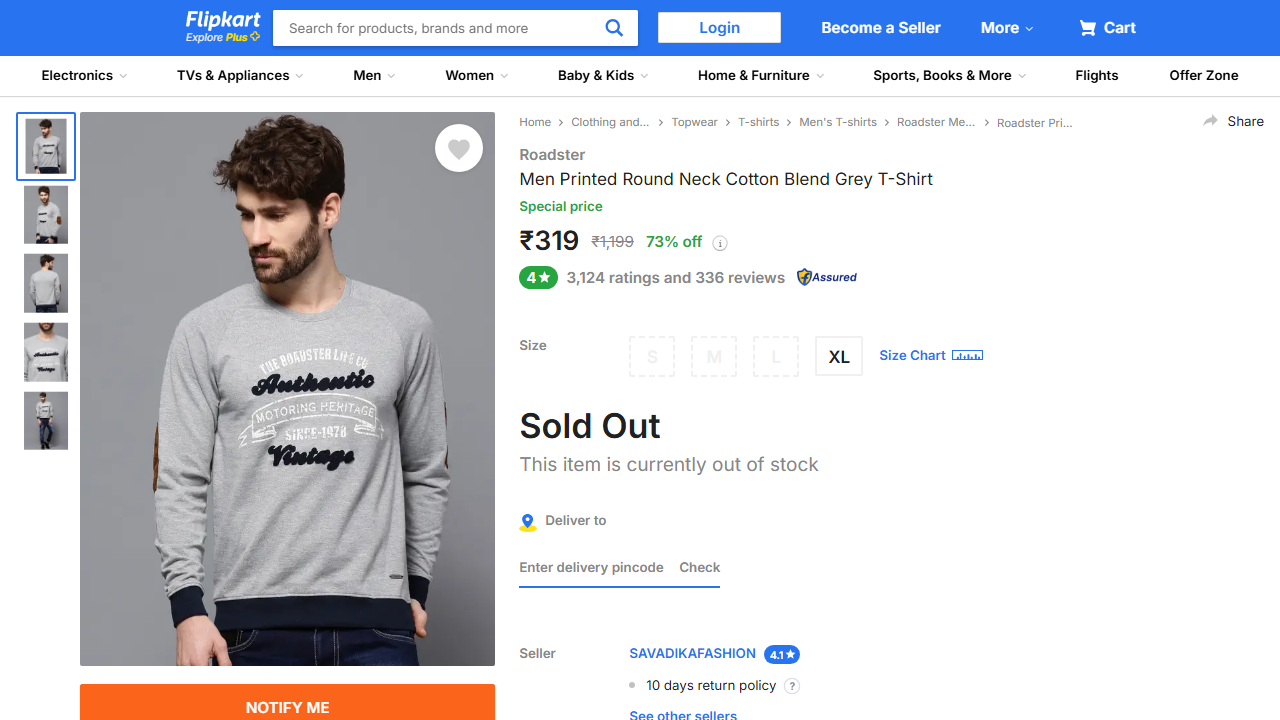 Flipkart
Explore Plus
Search for products, brands and more
Login
Become a Seller
More
Cart
Electronics
TVs & Appliances
Men
Women
Baby & Kids
Home & Furniture
Sports, Books & More
Flights
Offer Zone
Home
Clothing and...
Topwear
T-shirts
Men's T-shirts
Roadster Me...
Roadster Pri...
Share
Roadster
Men Printed Round Neck Cotton Blend Grey T-Shirt
Special price
₹319 ₹1,199 73% off
4 3,124 ratings and 336 reviews Assured
Size
S
M
L
XL
Size Chart
Sold Out
This item is currently out of stock
Deliver to
Enter delivery pincode Check
Seller
SAVADIKAFASHION 4.1
10 days return policy ?
See other sellers
THE ROADSTER LIFE CO
Authentic
MOTORING HERITAGE
SINCE-1978
Vintage
NOTIFY ME